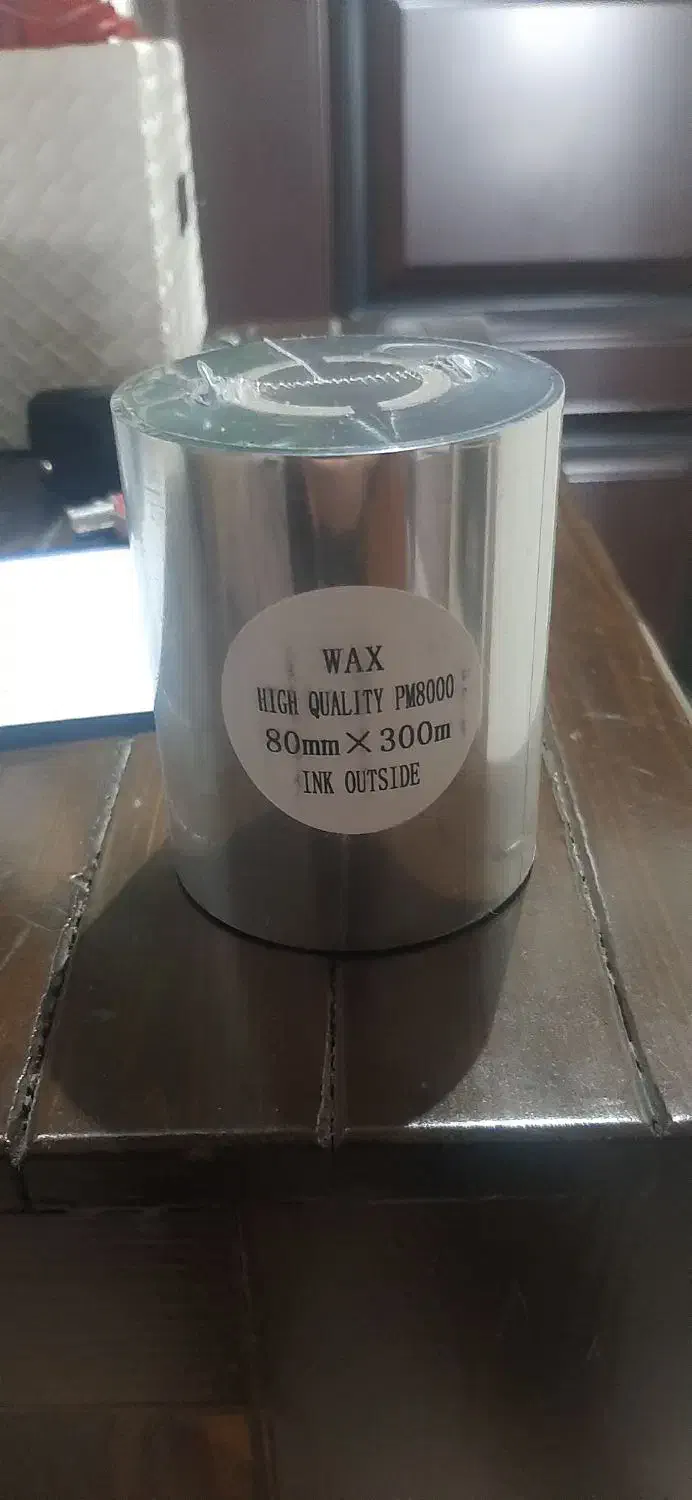 WAX
HIGH QUALITY PM8000
80mm×300m
INK OUTSIDE